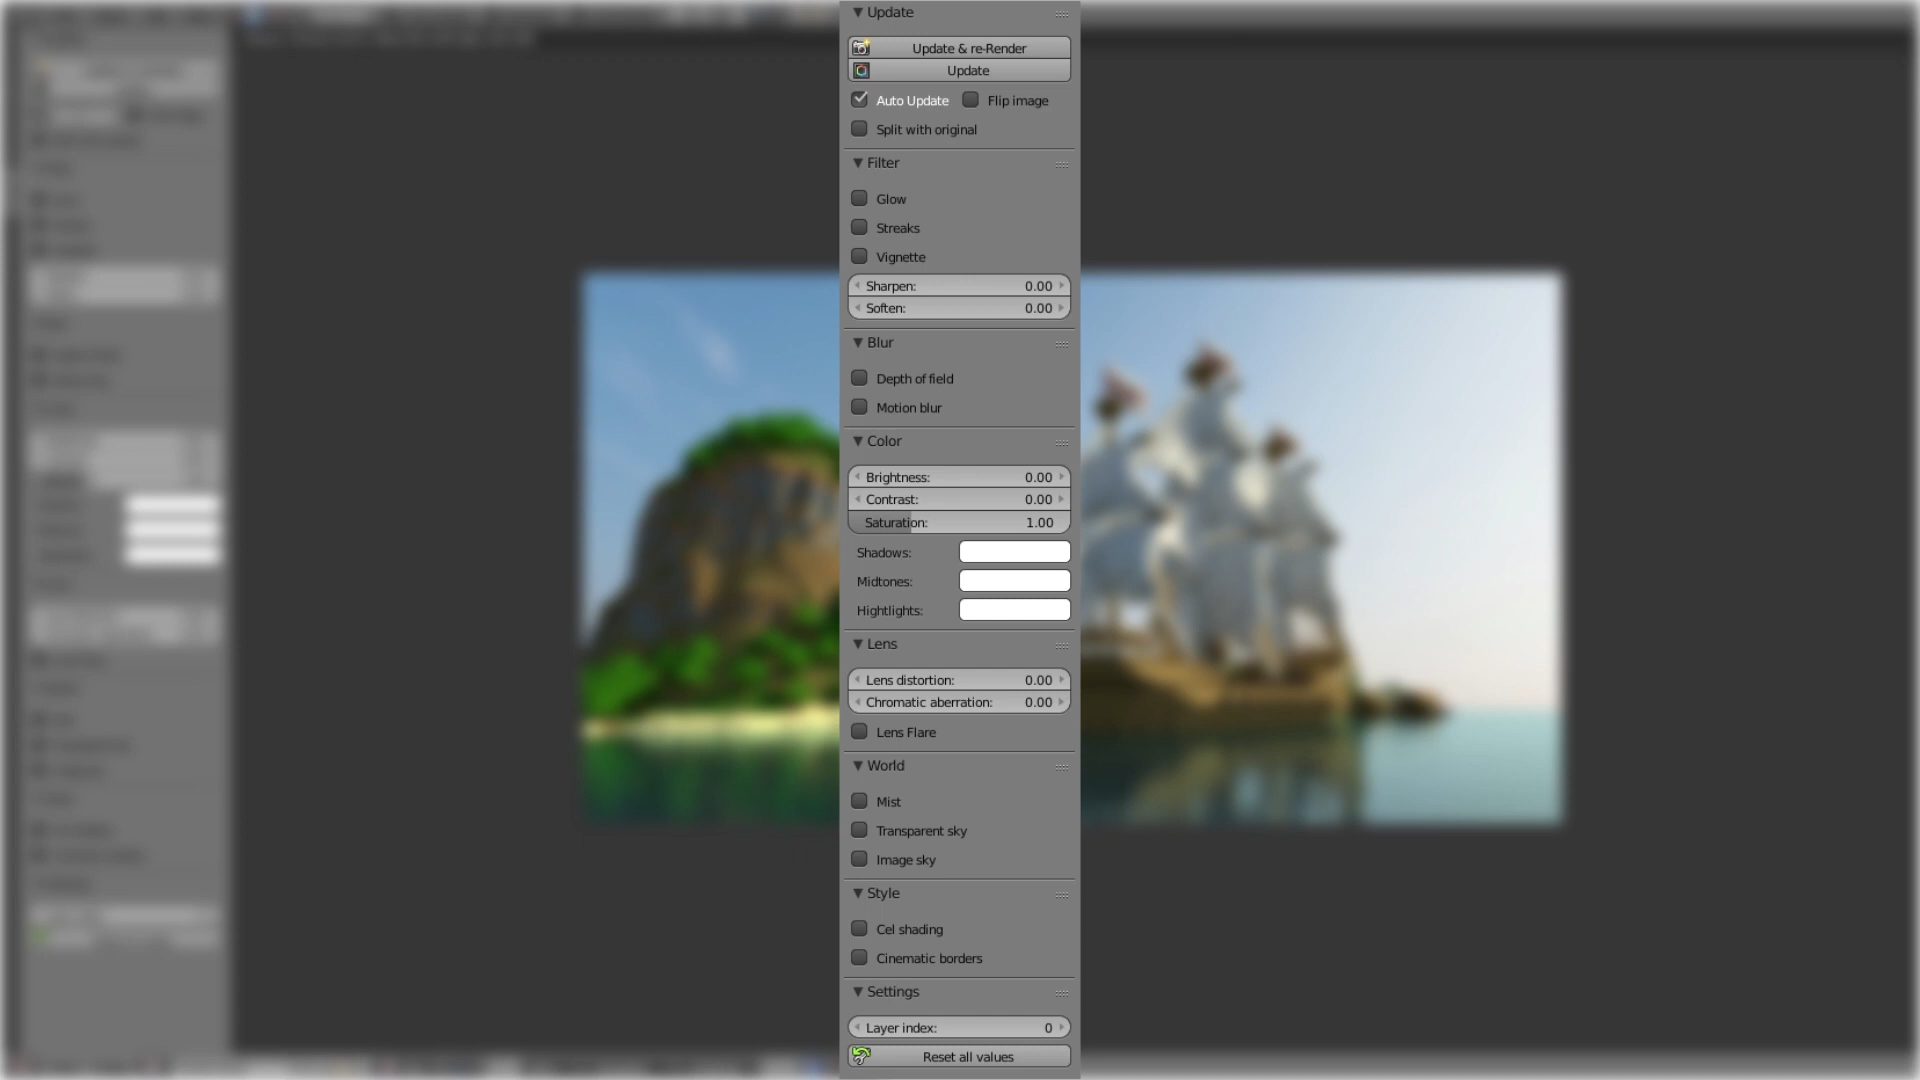 Update
Update & re-Render
Update
Auto Update Flip image
Split with original
Filter
Glow
Streaks
Vignette
Sharpen: 0.00
Soften: 0.00
Blur
Depth of field
Motion blur
Color
Brightness: 0.00
Contrast: 0.00
Saturation: 1.00
Shadows:
Midtones:
Hightlights:
Lens
Lens distortion: 0.00
Chromatic aberration: 0.00
Lens Flare
World
Mist
Transparent sky
Image sky
Style
Cel shading
Cinematic borders
Settings
Layer index: 0
Reset all values